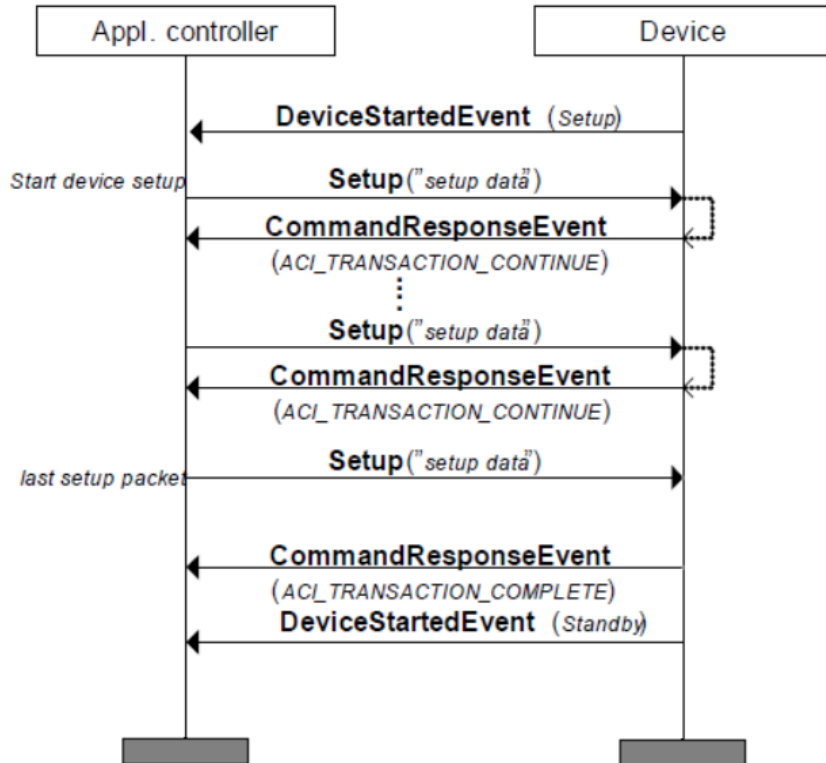 Appl. controller
Device
DeviceStartedEvent (Setup)
Start device setup
Setup("setup data")
CommandResponseEvent
(ACI_TRANSACTION_CONTINUE)
Setup("setup data")
CommandResponseEvent
(ACI_TRANSACTION_CONTINUE)
last setup packet
Setup("setup data")
CommandResponseEvent
(ACI_TRANSACTION_COMPLETE)
DeviceStartedEvent (Standby)